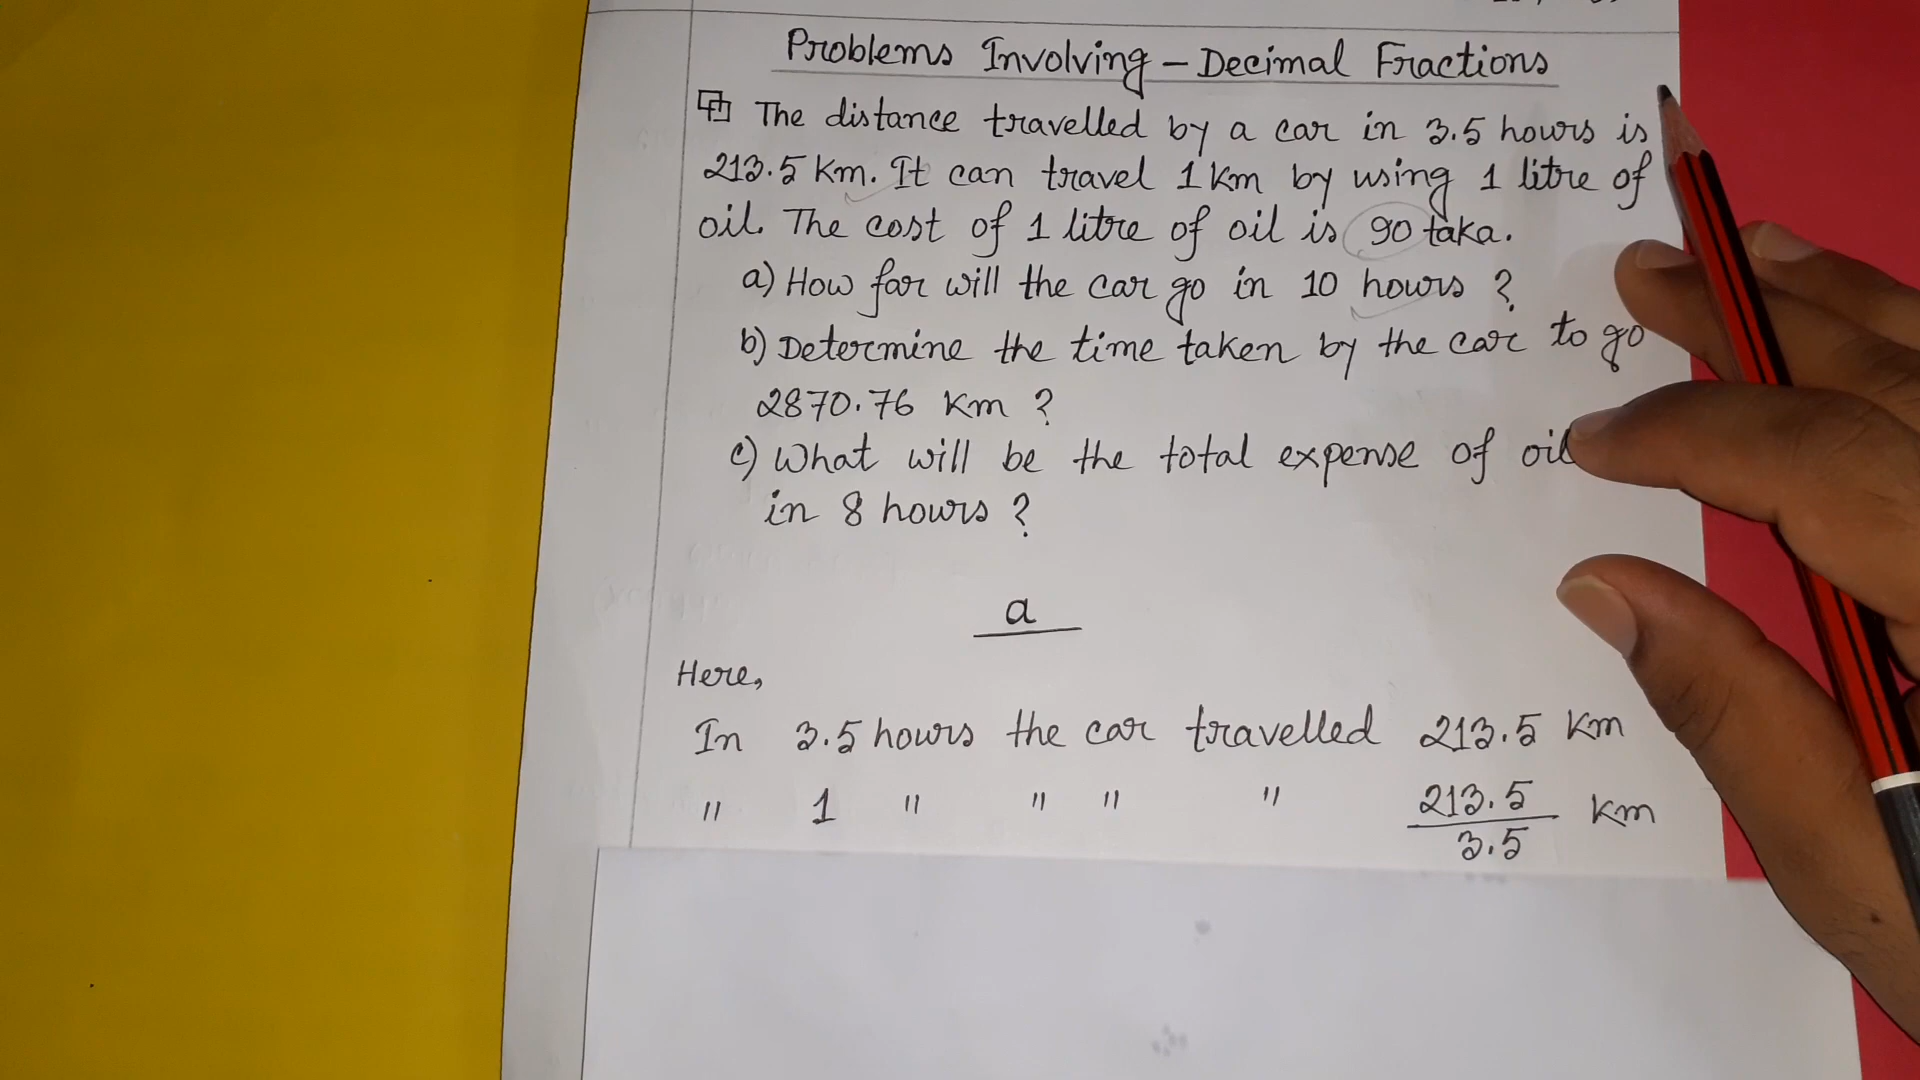 Problems Involving - Decimal Fractions
The distance travelled by a car in 3.5 hours is
213.5 Km. It can travel 1 Km by using 1 litre of
oil. The cost of 1 litre of oil is 90 taka.
a) How far will the car go in 10 hours ?
b) Determine the time taken by the car to go
2870.76 Km ?
c) What will be the total expense of oil
in 8 hours ?
a
Here,
In 3.5 hours the car travelled 213.5 Km
" 1 " " " " 213.5/3.5 Km